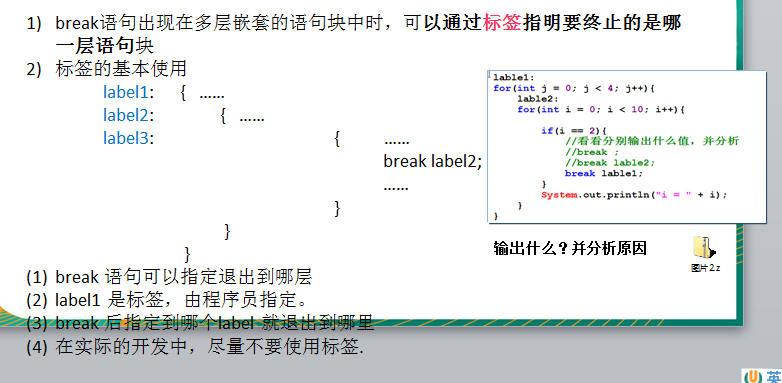 1) break语句出现在多层嵌套的语句块中时，可以通过标签指明要终止的是哪
一层语句块
2) 标签的基本使用
label1: { ……
label2: { ……
label3: { ……
break label2;
……
}
}
}
(1) break 语句可以指定退出到哪层
(2) label1 是标签，由程序员指定。
(3) break 后指定到哪个label 就退出到哪里
(4) 在实际的开发中，尽量不要使用标签.
lable1:
for(int j = 0; j < 4; j++){
lable2:
for(int i = 0; i < 10; i++){
if(i == 2){
//看看分别输出什么值，并分析
//break ;
//break lable2;
break lable1;
}
System.out.println("i = " + i);
}
}
输出什么？并分析原因
图片2.z
英